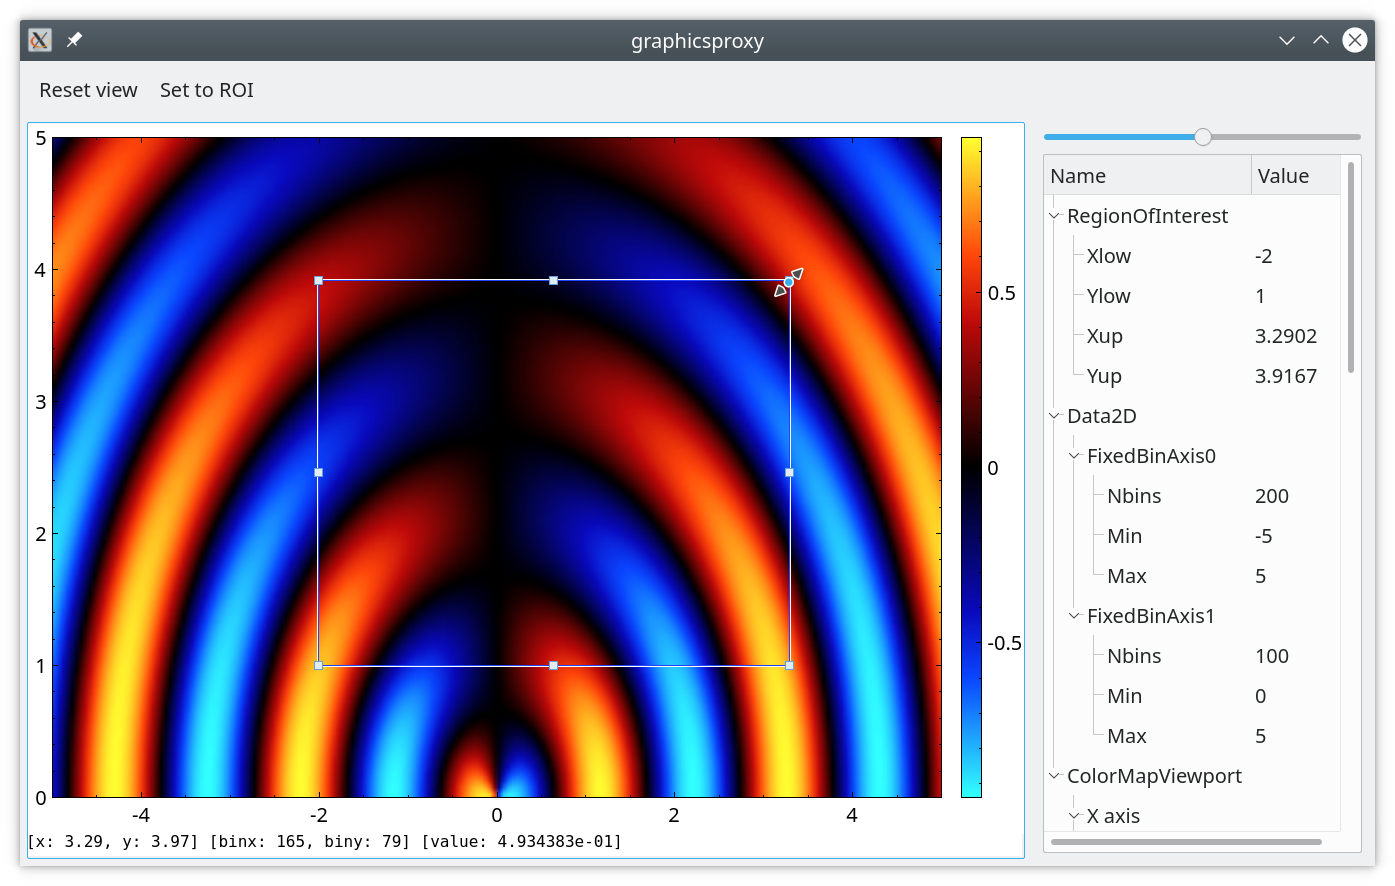 graphicsproxy
Reset view Set to ROI
5
4
3
2
1
0
-4 -2 0 2 4
0.5
0
-0.5
[x: 3.29, y: 3.97] [binx: 165, biny: 79] [value: 4.934383e-01]
Name Value
RegionOfInterest
Xlow -2
Ylow 1
Xup 3.2902
Yup 3.9167
Data2D
FixedBinAxis0
Nbins 200
Min -5
Max 5
FixedBinAxis1
Nbins 100
Min 0
Max 5
ColorMapViewport
X axis